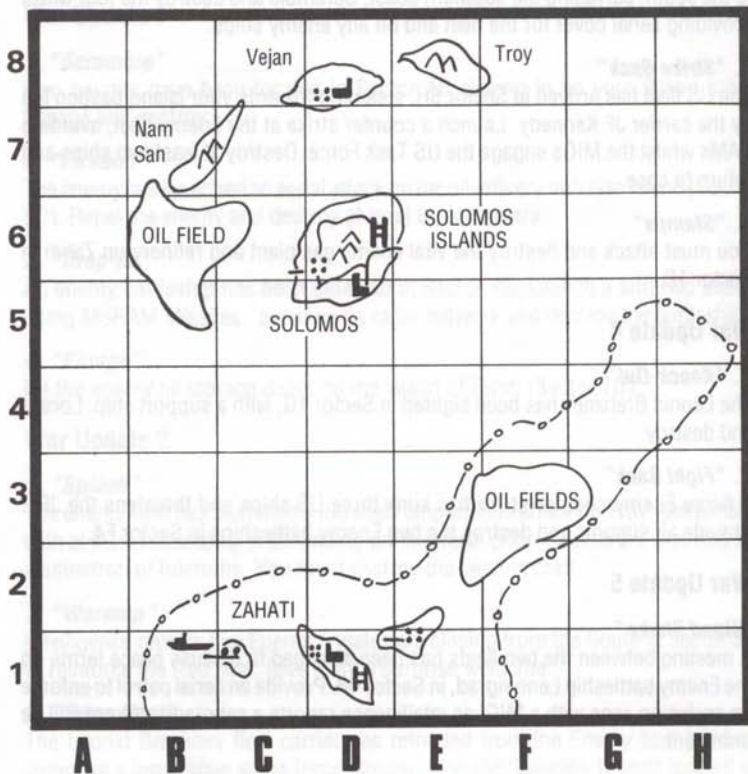 8
Vejan
Troy
7
Nam
San
6
OIL FIELD
SOLOMOS
ISLANDS
5
SOLOMOS
4
3
OIL FIELDS
2
ZAHATI
1
A B C D E F G H